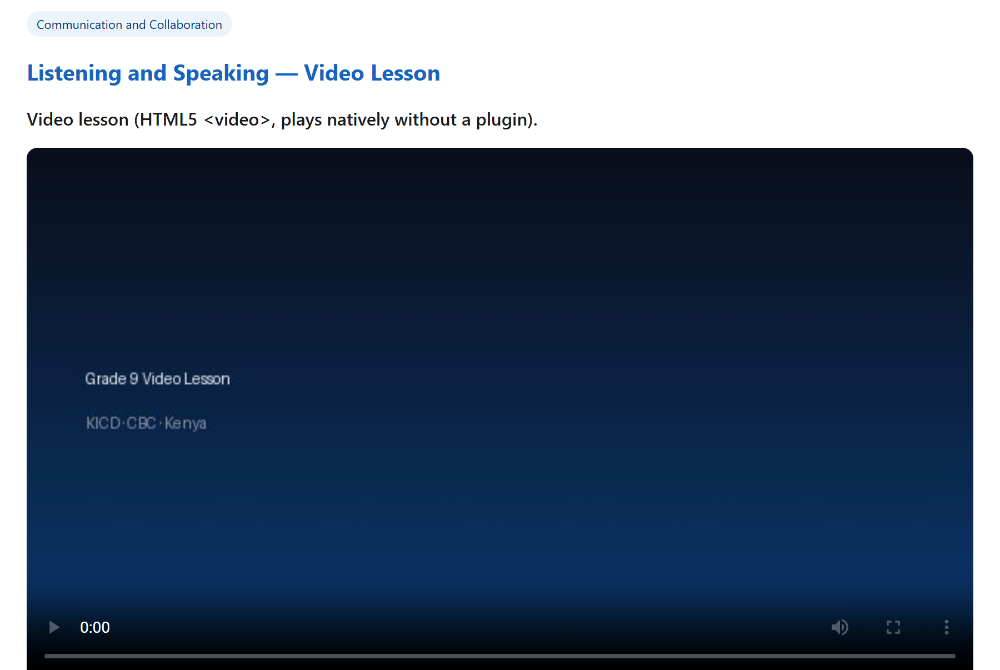 Communication and Collaboration
Listening and Speaking — Video Lesson
Video lesson (HTML5 <video>, plays natively without a plugin).
Grade 9 Video Lesson
KICD · CBC · Kenya
0:00